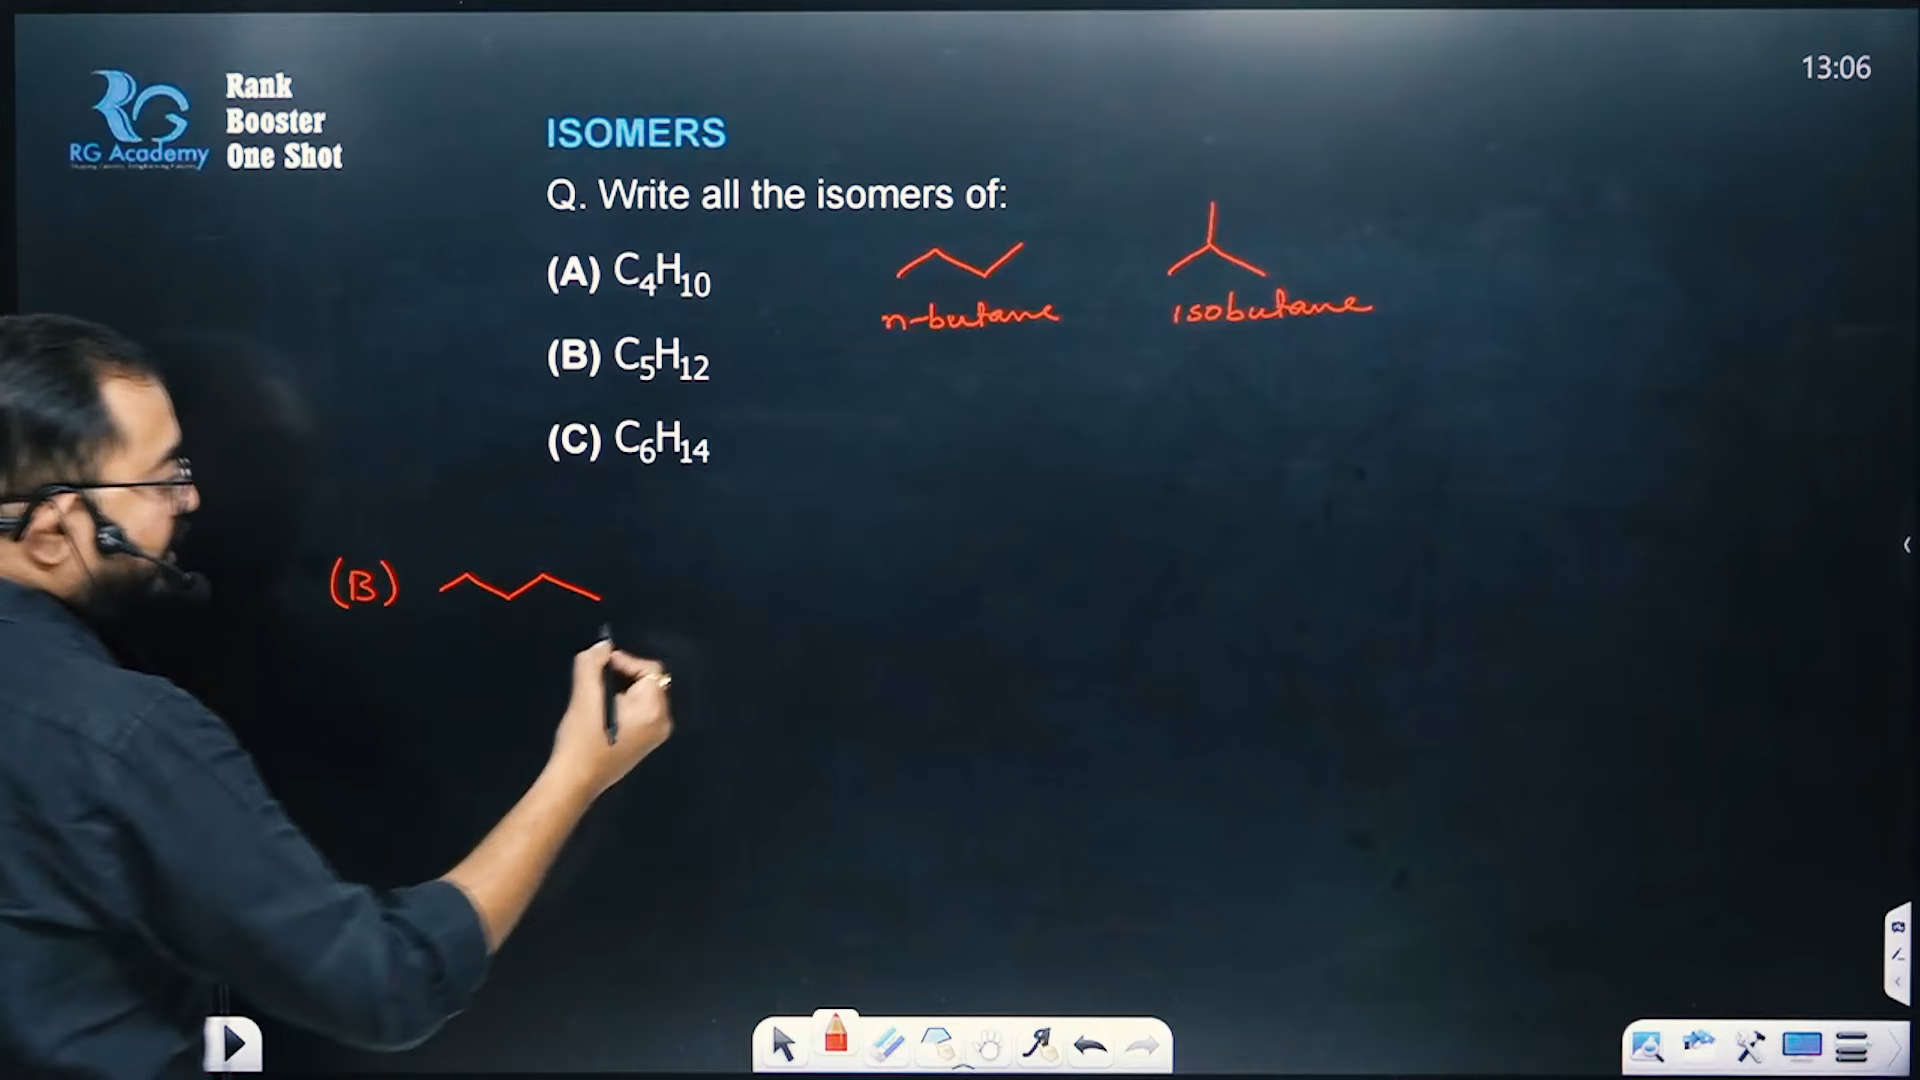 Rank
Booster
One Shot
RG Academy
13:06
ISOMERS
Q. Write all the isomers of:
(A) C₄H₁₀
n-butane
isobutane
(B) C₅H₁₂
(C) C₆H₁₄
(B)